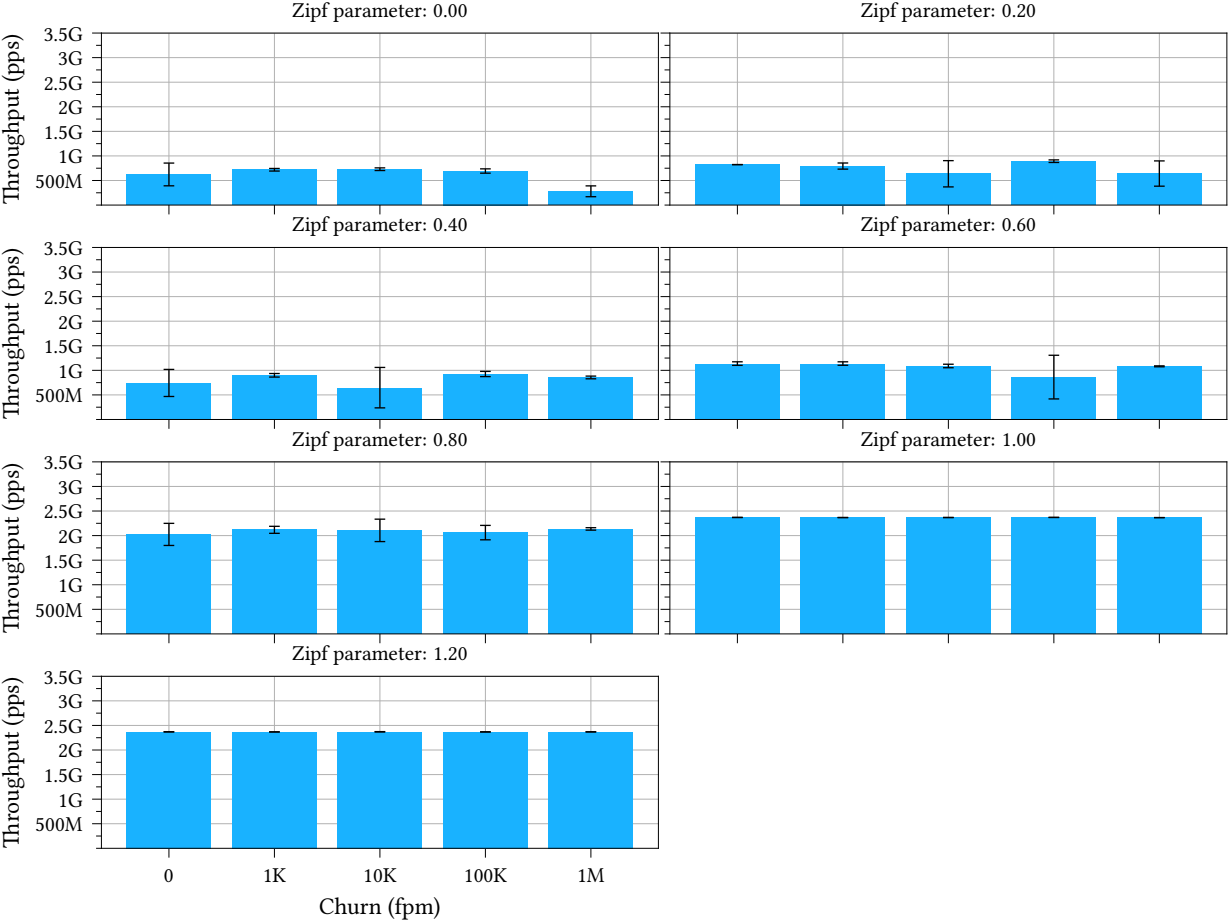 Zipf parameter: 0.00
Zipf parameter: 0.20
Throughput (pps)
3.5G
3G
2.5G
2G
1.5G
1G
500M
Zipf parameter: 0.40
Zipf parameter: 0.60
Throughput (pps)
3.5G
3G
2.5G
2G
1.5G
1G
500M
Zipf parameter: 0.80
Zipf parameter: 1.00
Throughput (pps)
3.5G
3G
2.5G
2G
1.5G
1G
500M
Zipf parameter: 1.20
Throughput (pps)
3.5G
3G
2.5G
2G
1.5G
1G
500M
0 1K 10K 100K 1M
Churn (fpm)